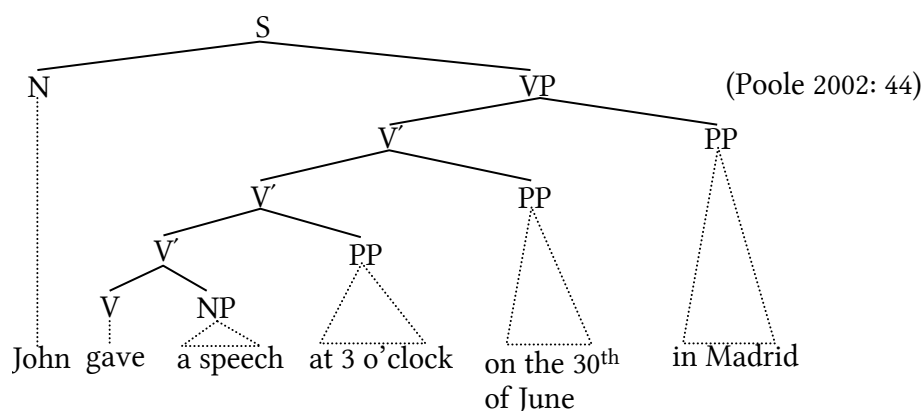 S
N VP (Poole 2002: 44)
V′ PP
V′ PP
V′ PP
V NP
John gave a speech at 3 o’clock on the 30th in Madrid
of June